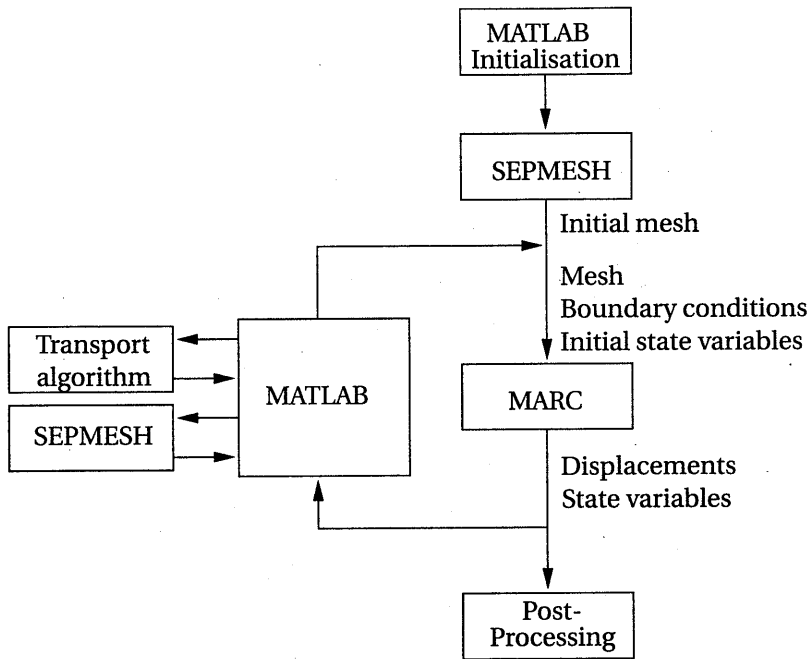 MATLAB
Initialisation
SEPMESH
Initial mesh
Mesh
Boundary conditions
Initial state variables
Transport
algorithm
MATLAB
SEPMESH
MARC
Displacements
State variables
Post-
Processing